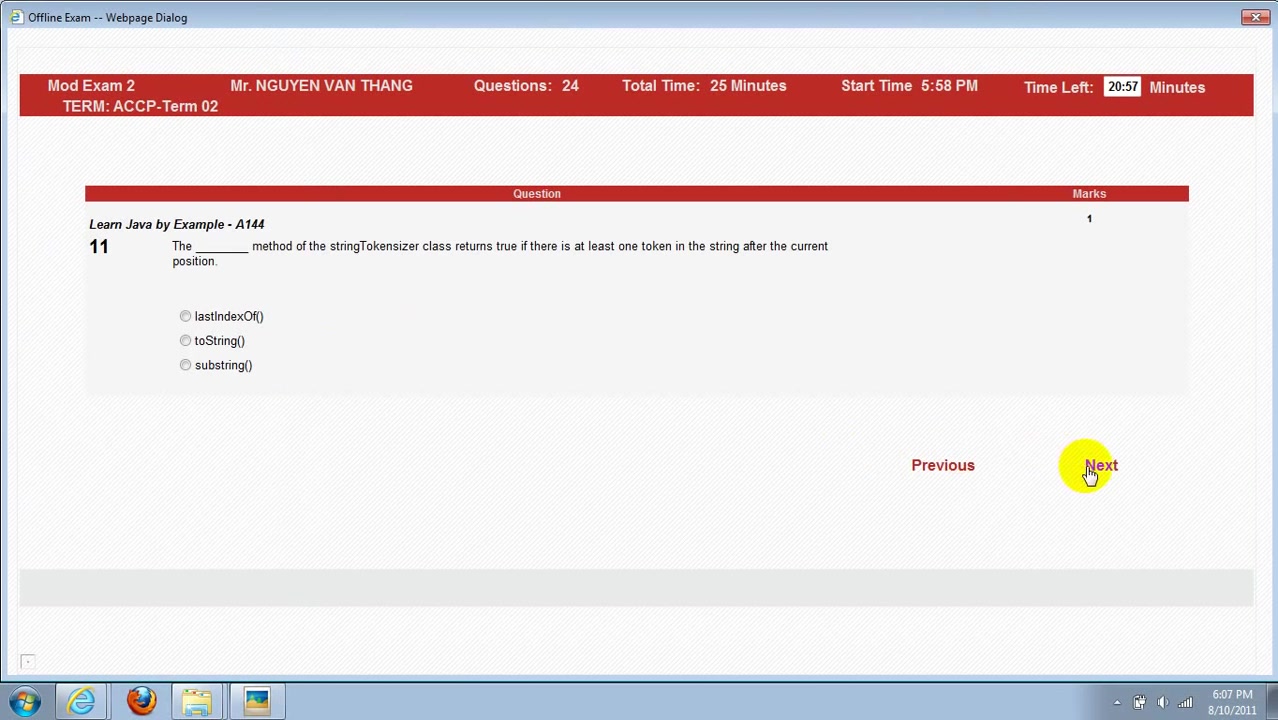 Offline Exam -- Webpage Dialog
Mod Exam 2 Mr. NGUYEN VAN THANG Questions: 24 Total Time: 25 Minutes Start Time 5:58 PM Time Left: 20:57 Minutes
TERM: ACCP-Term 02
Question Marks
Learn Java by Example - A144 1
11 The ________ method of the stringTokensizer class returns true if there is at least one token in the string after the current
position.
lastIndexOf()
toString()
substring()
Previous Next
6:07 PM
8/10/2011